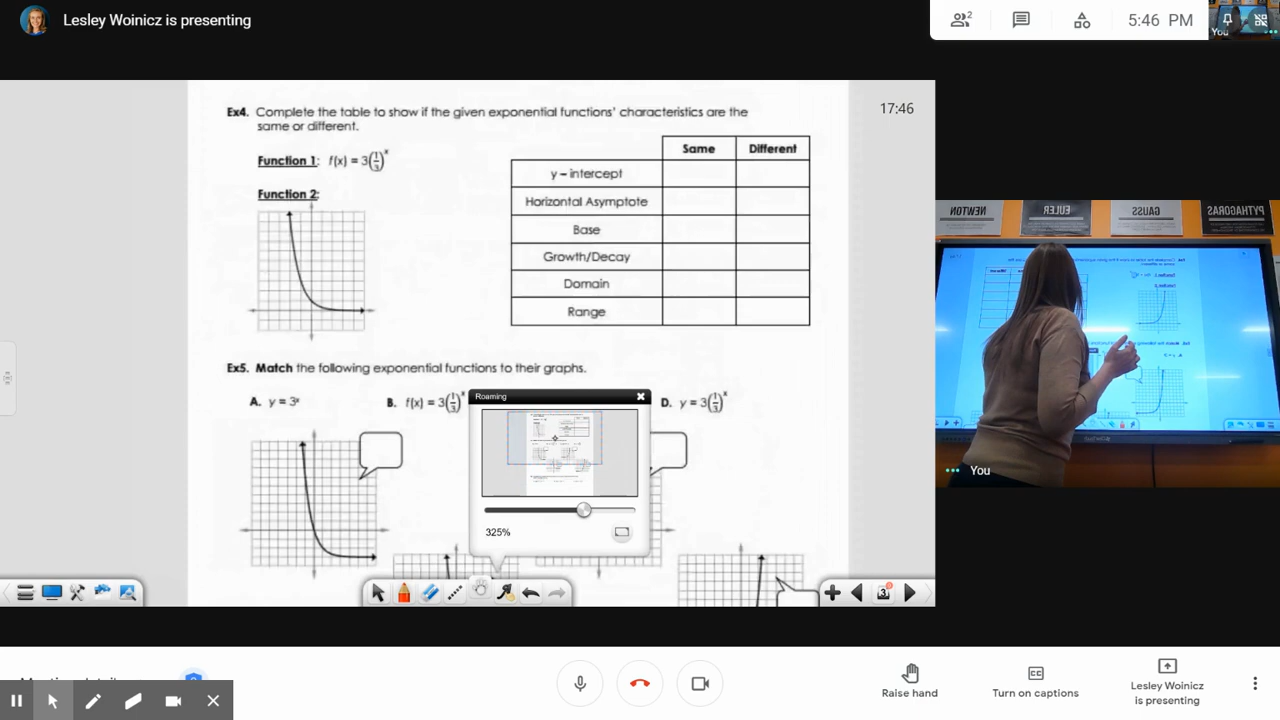 Lesley Woinicz is presenting
2
5:46 PM
You
17:46
Ex4. Complete the table to show if the given exponential functions' characteristics are the
same or different.
Function 1: f(x) = 3(1/3)^x
Function 2:
Same Different
y – intercept
Horizontal Asymptote
Base
Growth/Decay
Domain
Range
NEWTON
EULER
GAUSS
PYTHAGORAS
You
Ex5. Match the following exponential functions to their graphs.
A. y = 3^x
B. f(x) = 3(1/3)^x
D. y = 3(1/3)^x
Roaming
325%
3
Raise hand
Turn on captions
Lesley Woinicz
is presenting